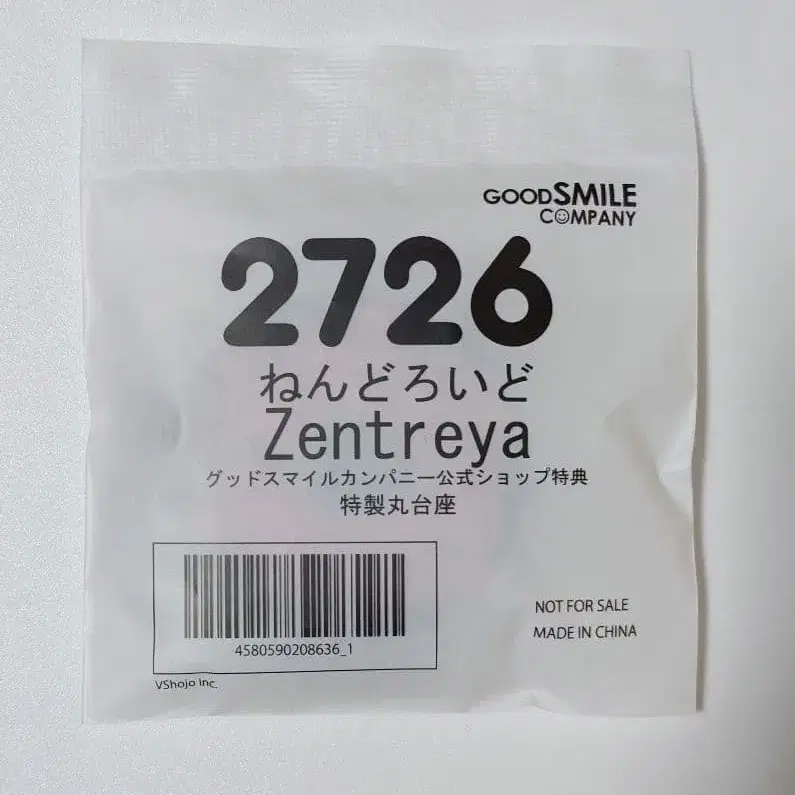 GOODSMILE
COMPANY
2726
ねんどろいど
Zentreya
グッドスマイルカンパニー公式ショップ特典
特製丸台座
4580590208636_1
NOT FOR SALE
MADE IN CHINA
VShojo Inc.